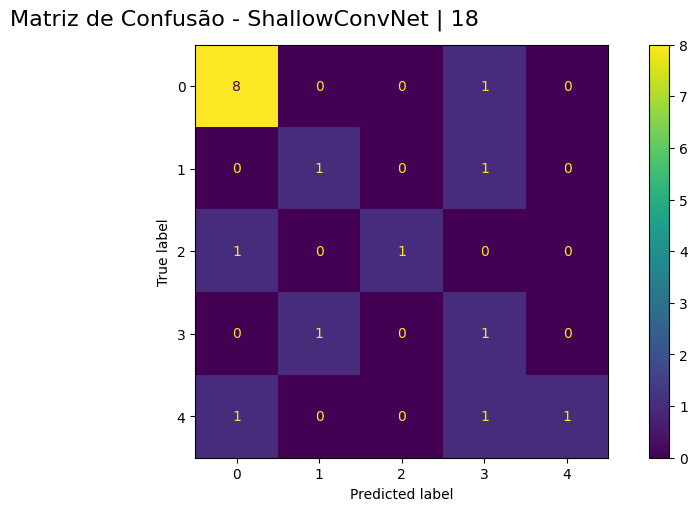 Matriz de Confusão - ShallowConvNet | 18
8
0 8 0 0 1 0
7
1 0 1 0 1 0
6
5
True label
2 1 0 1 0 0
4
3
3 0 1 0 1 0
2
4 1 0 0 1 1
1
0
0 1 2 3 4
Predicted label